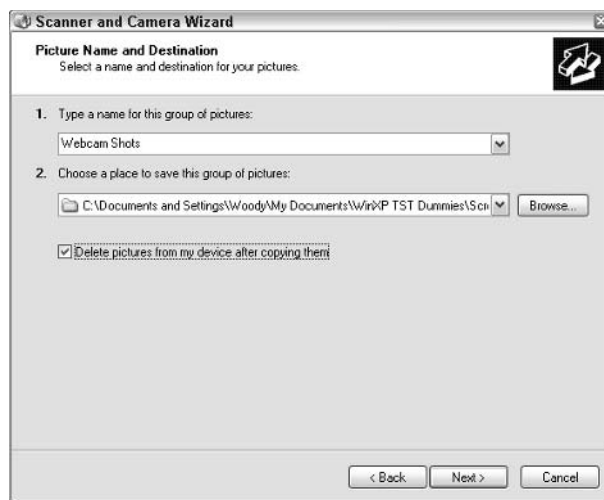 Scanner and Camera Wizard
Picture Name and Destination
Select a name and destination for your pictures.
1. Type a name for this group of pictures:
Webcam Shots
2. Choose a place to save this group of pictures:
C:\Documents and Settings\Woody\My Documents\WinXP TST Dummies\Scr
Browse...
Delete pictures from my device after copying them
< Back Next > Cancel